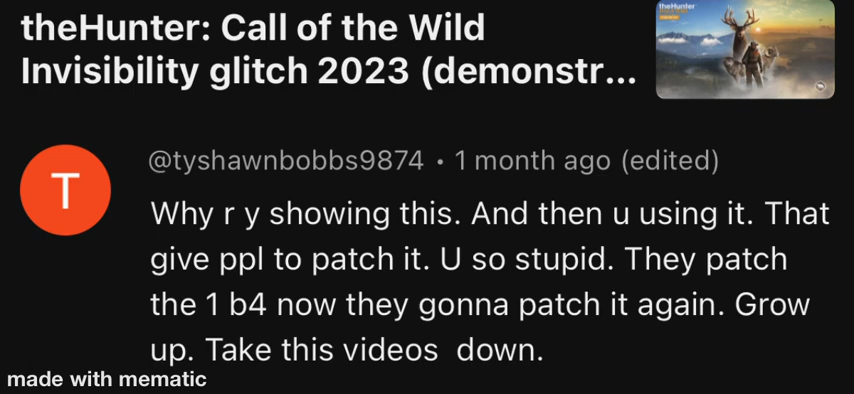 theHunter: Call of the Wild
Invisibility glitch 2023 (demonstr...
theHunter
T
@tyshawnbobbs9874 • 1 month ago (edited)
Why r y showing this. And then u using it. That
give ppl to patch it. U so stupid. They patch
the 1 b4 now they gonna patch it again. Grow
up. Take this videos  down.
made with mematic